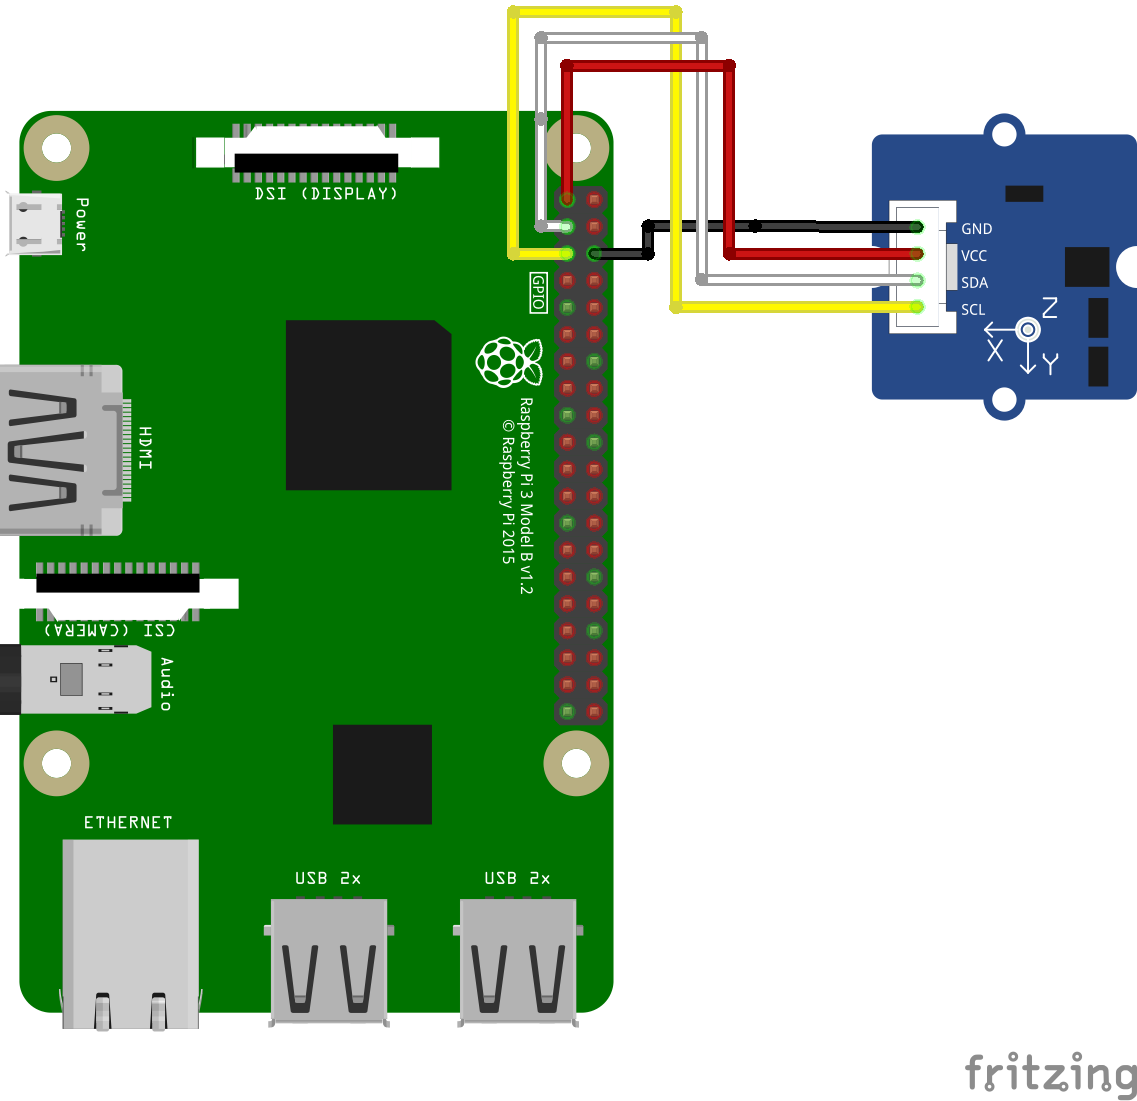 DSI (DISPLAY)
Power
GND
VCC
SDA
SCL
GPIO
Z
X
Y
HDMI
Raspberry Pi 3 Model B v1.2
© Raspberry Pi 2015
CSI (CAMERA)
Audio
ETHERNET
USB 2x
USB 2x
fritzing